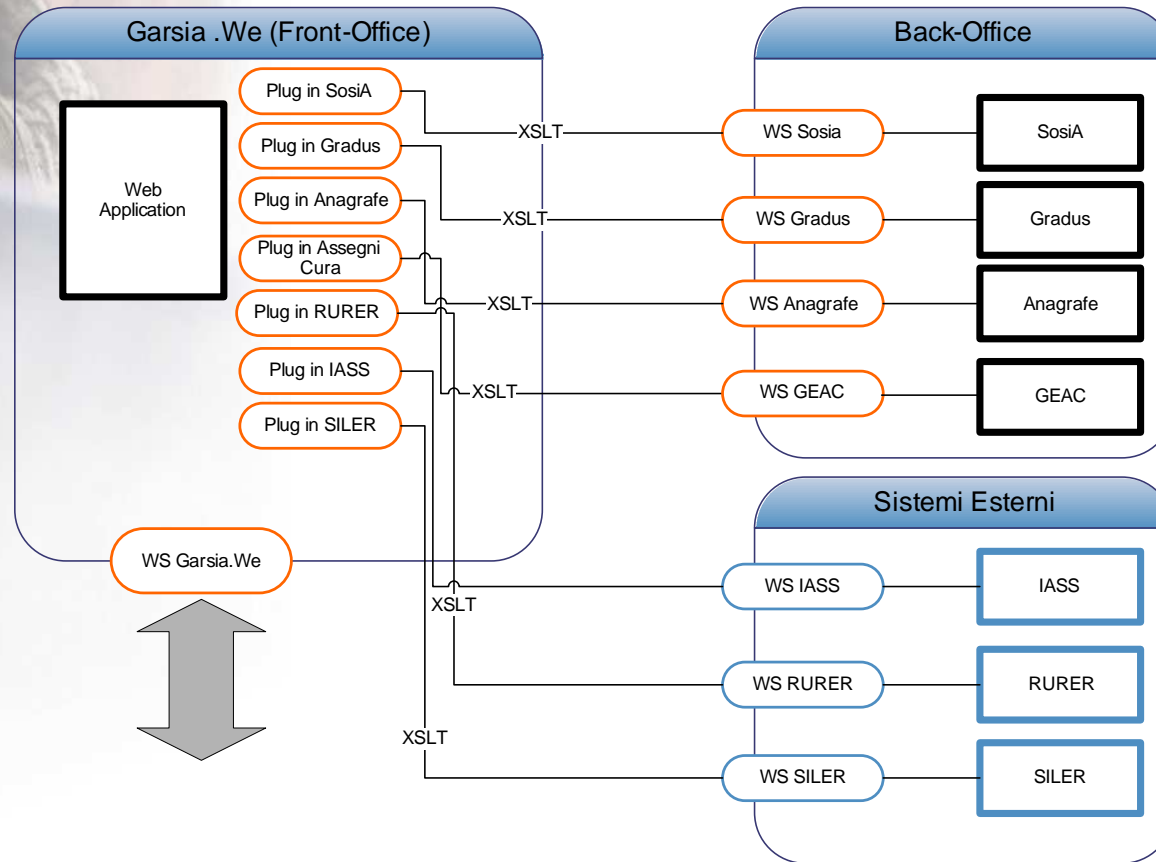 Garsia .We (Front-Office)
Web
Application
Plug in SosiA
Plug in Gradus
Plug in Anagrafe
Plug in Assegni
Cura
Plug in RURER
Plug in IASS
Plug in SILER
WS Garsia.We
XSLT
XSLT
XSLT
XSLT
XSLT
XSLT
Back-Office
WS Sosia
SosiA
WS Gradus
Gradus
WS Anagrafe
Anagrafe
WS GEAC
GEAC
Sistemi Esterni
WS IASS
IASS
WS RURER
RURER
WS SILER
SILER